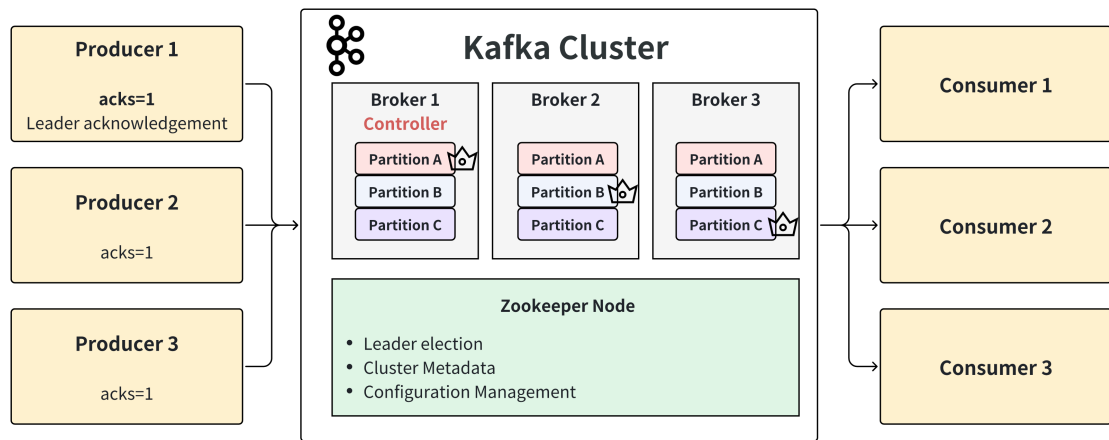 Producer 1
acks=1
Leader acknowledgement
Producer 2
acks=1
Producer 3
acks=1
Kafka Cluster
Broker 1
Controller
Partition A
Partition B
Partition C
Broker 2
Partition A
Partition B
Partition C
Broker 3
Partition A
Partition B
Partition C
Zookeeper Node
• Leader election
• Cluster Metadata
• Configuration Management
Consumer 1
Consumer 2
Consumer 3